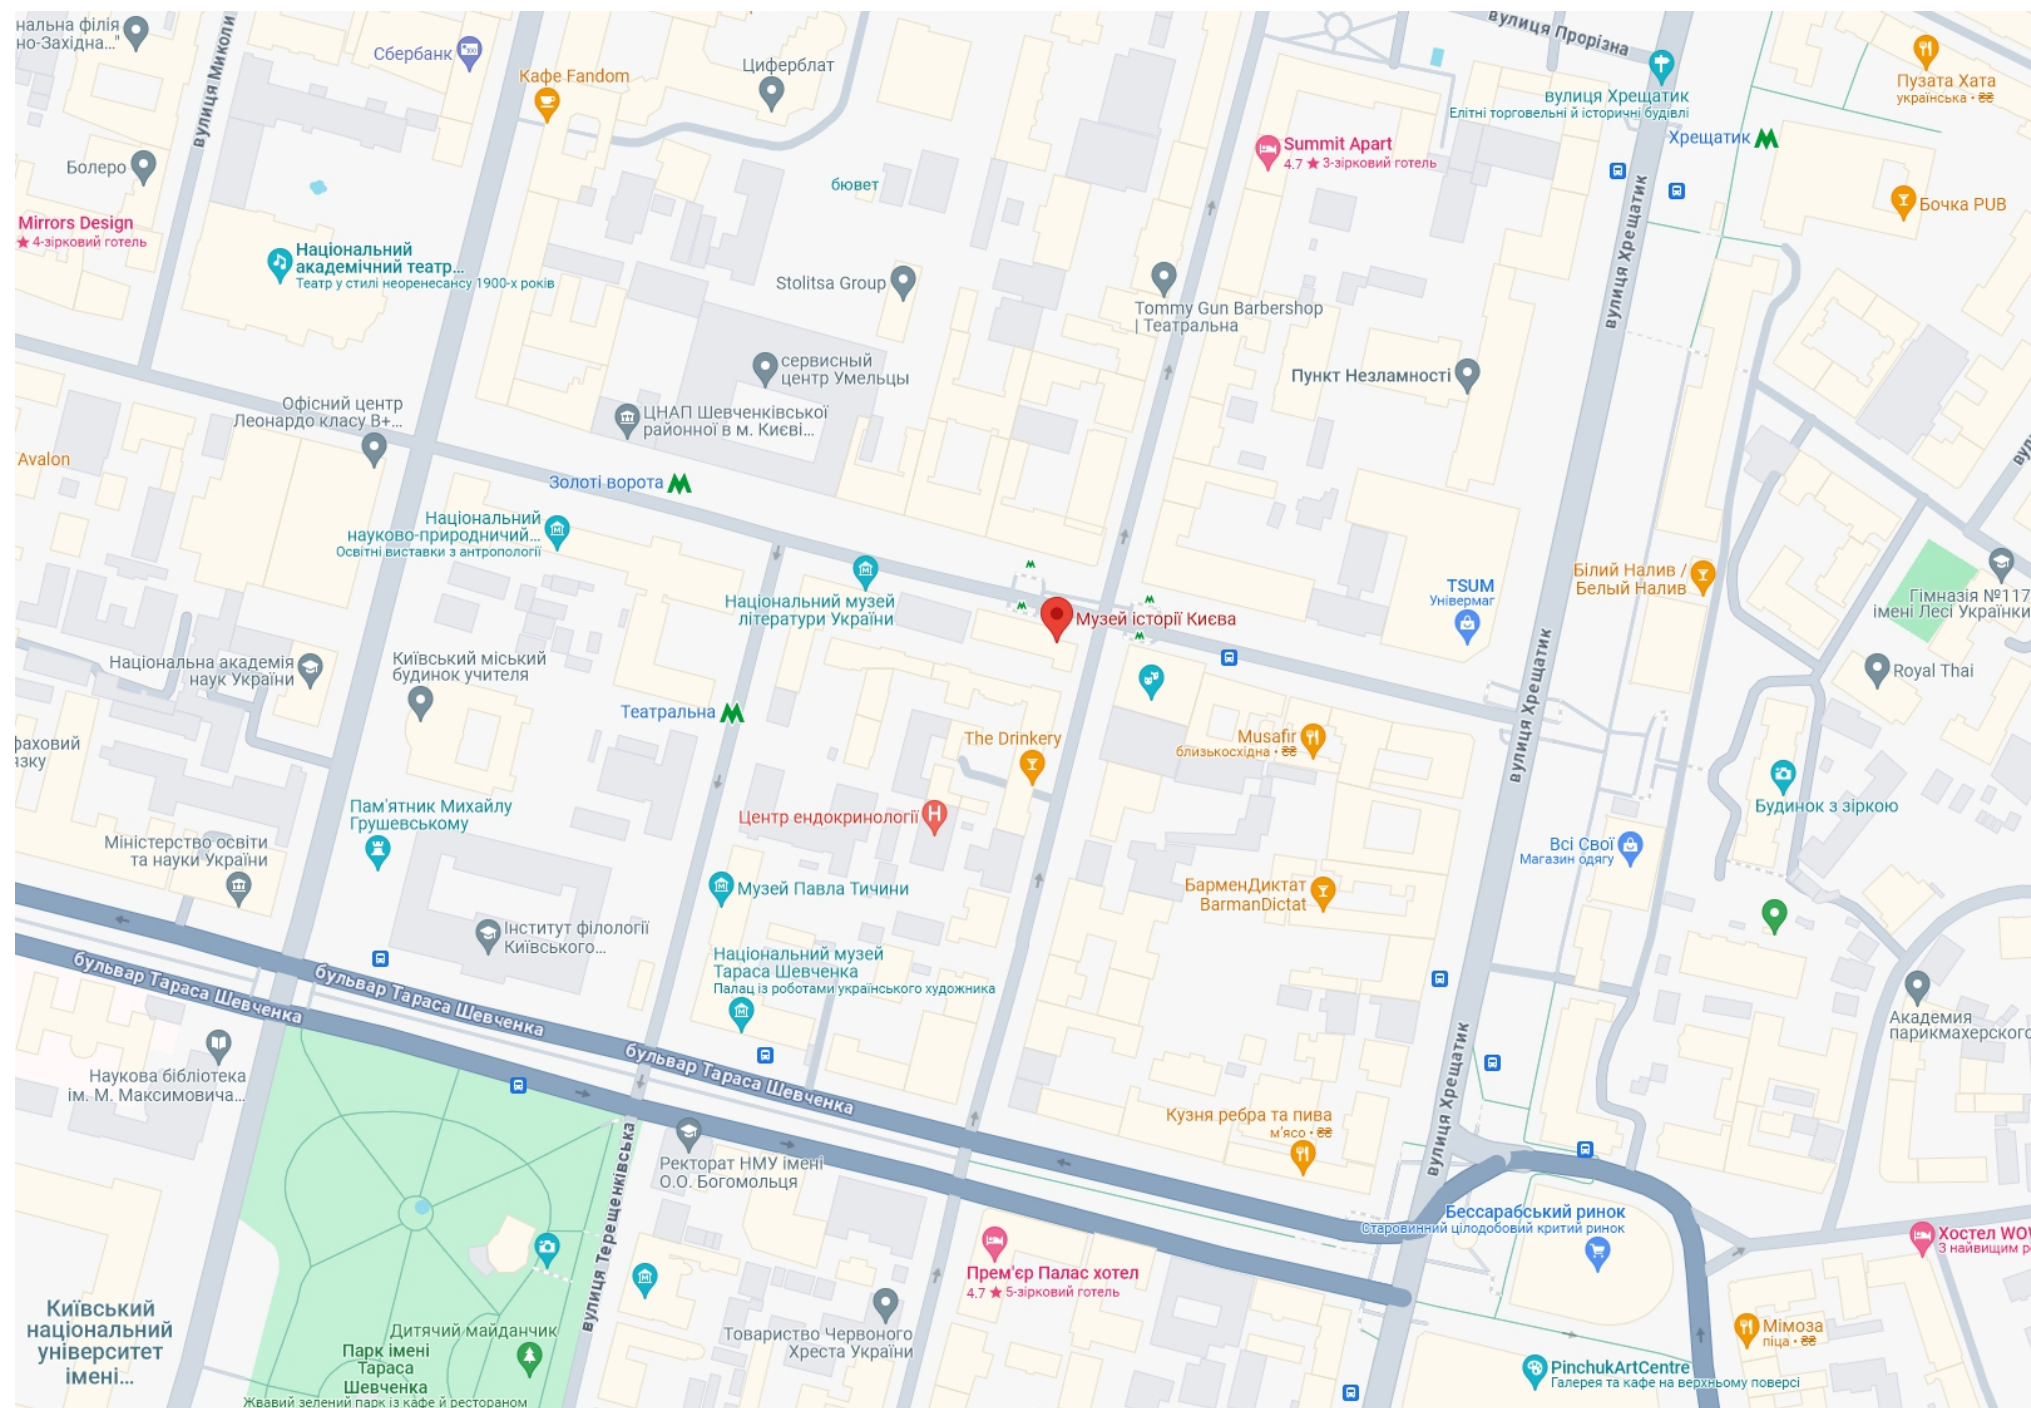 нальна філія
но-Західна..."
вулиця Миколи
Сбербанк
Кафе Fandom
Циферблат
вулиця Прорізна
Пузата Хата
українська • ₴₴
вулиця Хрещатик
Елітні торговельні й історичні будівлі
Хрещатик
Summit Apart
4.7 ★ 3-зірковий готель
Болеро
бювет
Бочка PUB
Mirrors Design
★ 4-зірковий готель
Національний
академічний театр...
Театр у стилі неоренесансу 1900-х років
вулиця Хрещатик
Stolitsa Group
Tommy Gun Barbershop
| Театральна
сервисный
центр Умельцы
Пункт Незламності
Офісний центр
Леонардо класу B+...
ЦНАП Шевченківської
районної в м. Києві...
Avalon
Золоті ворота
Національний
науково-природничий...
Освітні виставки з антропології
Національний музей
літератури України
Музей історії Києва
TSUM
Універмаг
Білий Налив /
Белый Налив
Гімназія №117
імені Лесі Українки
Національна академія
наук України
Київський міський
будинок учителя
Royal Thai
вулиця Хрещатик
Театральна
The Drinkery
Musafir
близькосхідна • ₴₴
фаховий
язку
Пам'ятник Михайлу
Грушевському
Центр ендокринології
Будинок з зіркою
Міністерство освіти
та науки України
Всі Свої
Магазин одягу
Музей Павла Тичини
БарменДиктат
BarmanDictat
Інститут філології
Київського...
Національний музей
Тараса Шевченка
Палац із роботами українського художника
бульвар Тараса Шевченка
бульвар Тараса Шевченка
бульвар Тараса Шевченка
Академия
парикмахерского
Наукова бібліотека
ім. М. Максимовича...
вулиця Хрещатик
Кузня ребра та пива
м'ясо • ₴₴
Ректорат НМУ імені
О.О. Богомольця
вулиця Терещенківська
Бессарабський ринок
Старовинний цілодобовий критий ринок
Хостел WOW
З найвищим р
Прем'єр Палас хотел
4.7 ★ 5-зірковий готель
Київський
національний
університет
імені...
Дитячий майданчик
Парк імені
Тараса
Шевченка
Жвавий зелений парк із кафе й рестораном
Товариство Червоного
Хреста України
Мімоза
піца • ₴₴
PinchukArtCentre
Галерея та кафе на верхньому поверсі